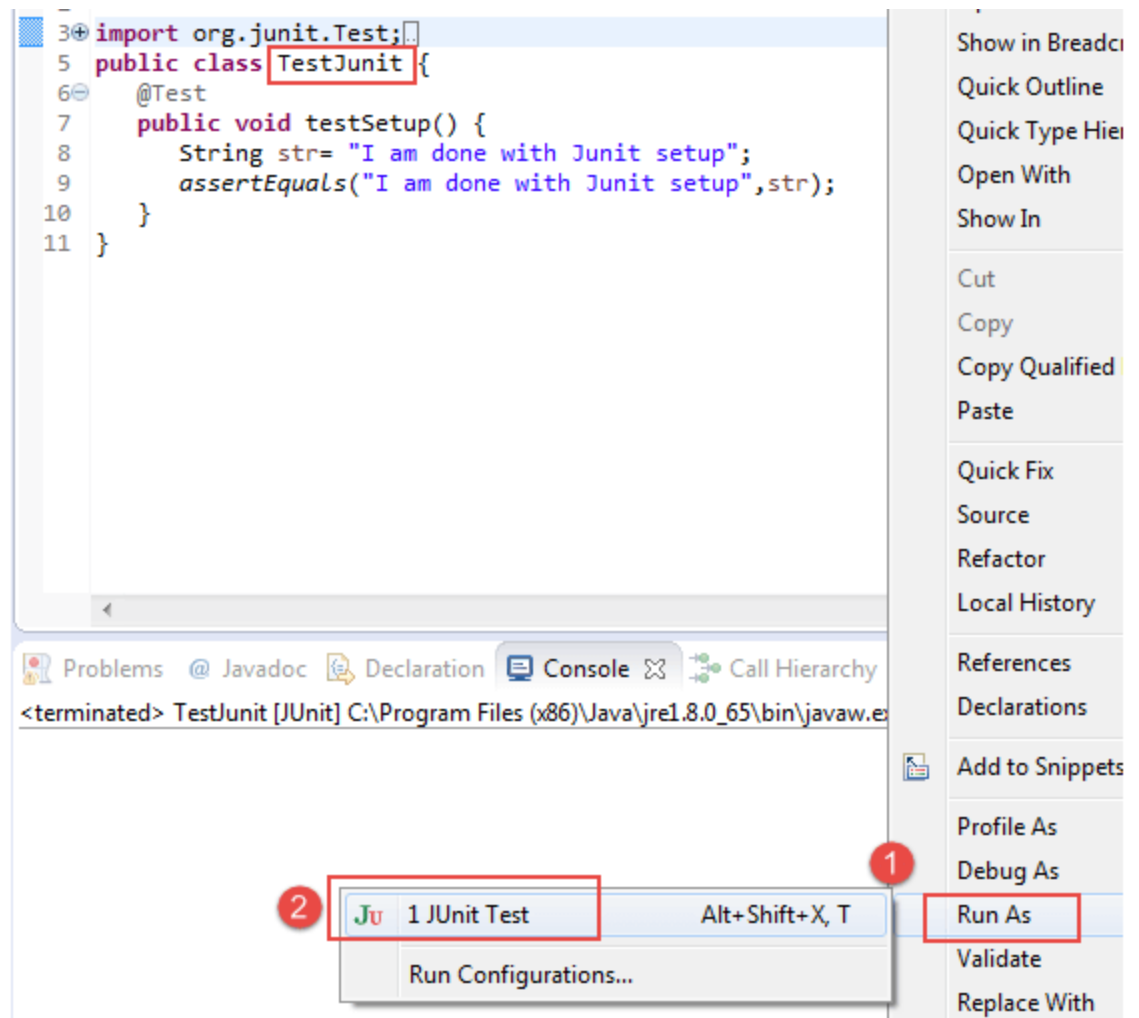 3 import org.junit.Test;
5 public class TestJunit {
6 @Test
7 public void testSetup() {
8 String str= "I am done with Junit setup";
9 assertEquals("I am done with Junit setup",str);
10 }
11 }
Show in Breadcr
Quick Outline
Quick Type Hier
Open With
Show In
Cut
Copy
Copy Qualified
Paste
Quick Fix
Source
Refactor
Local History
References
Declarations
Add to Snippets
Profile As
Debug As
Run As
Validate
Replace With
Problems @ Javadoc Declaration Console Call Hierarchy
<terminated> TestJunit [JUnit] C:\Program Files (x86)\Java\jre1.8.0_65\bin\javaw.ex
1
2
JU 1 JUnit Test Alt+Shift+X, T
Run Configurations...